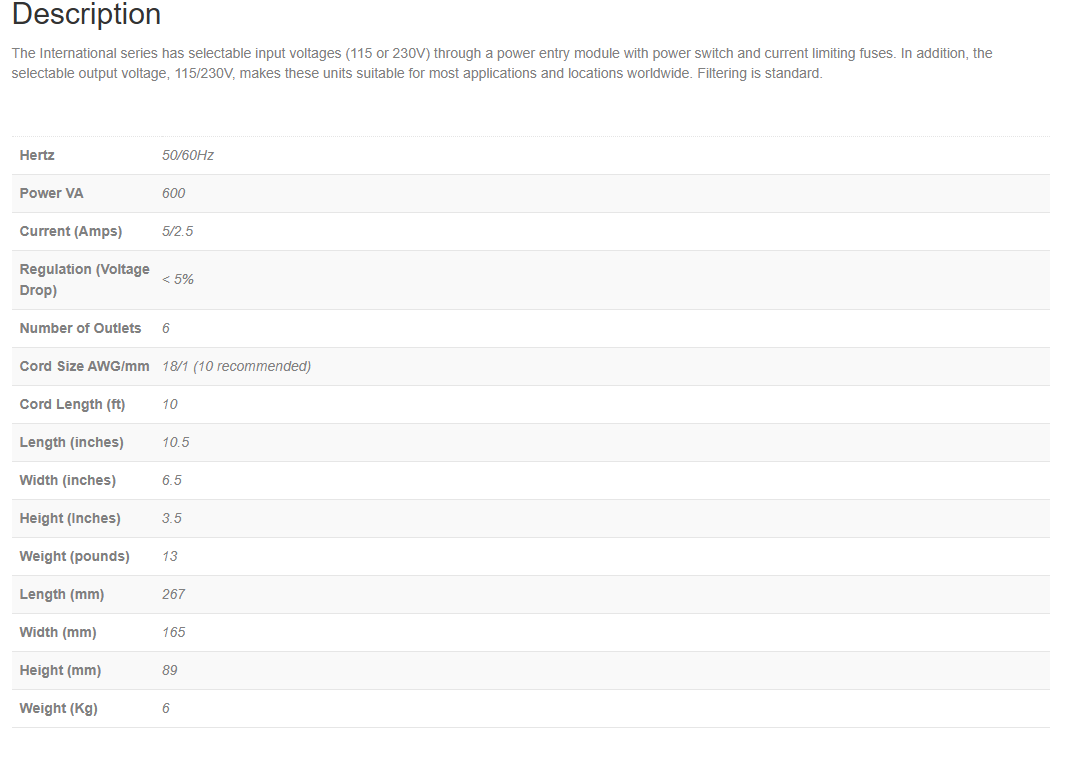 Description
The International series has selectable input voltages (115 or 230V) through a power entry module with power switch and current limiting fuses. In addition, the
selectable output voltage, 115/230V, makes these units suitable for most applications and locations worldwide. Filtering is standard.
Hertz 50/60Hz
Power VA 600
Current (Amps) 5/2.5
Regulation (Voltage
Drop) < 5%
Number of Outlets 6
Cord Size AWG/mm 18/1 (10 recommended)
Cord Length (ft) 10
Length (inches) 10.5
Width (inches) 6.5
Height (Inches) 3.5
Weight (pounds) 13
Length (mm) 267
Width (mm) 165
Height (mm) 89
Weight (Kg) 6